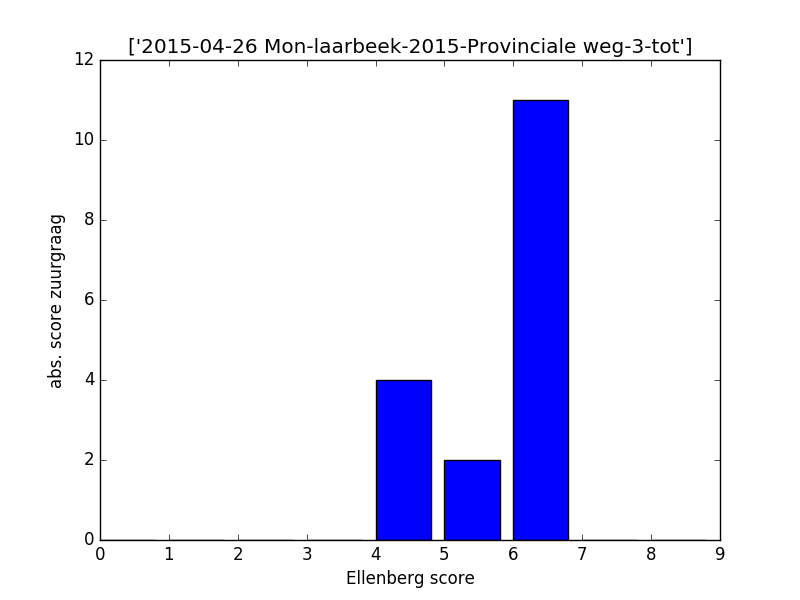 ['2015-04-26 Mon-laarbeek-2015-Provinciale weg-3-tot']
12
10
8
6
4
2
0
abs. score zuurgraag
0 1 2 3 4 5 6 7 8 9
Ellenberg score